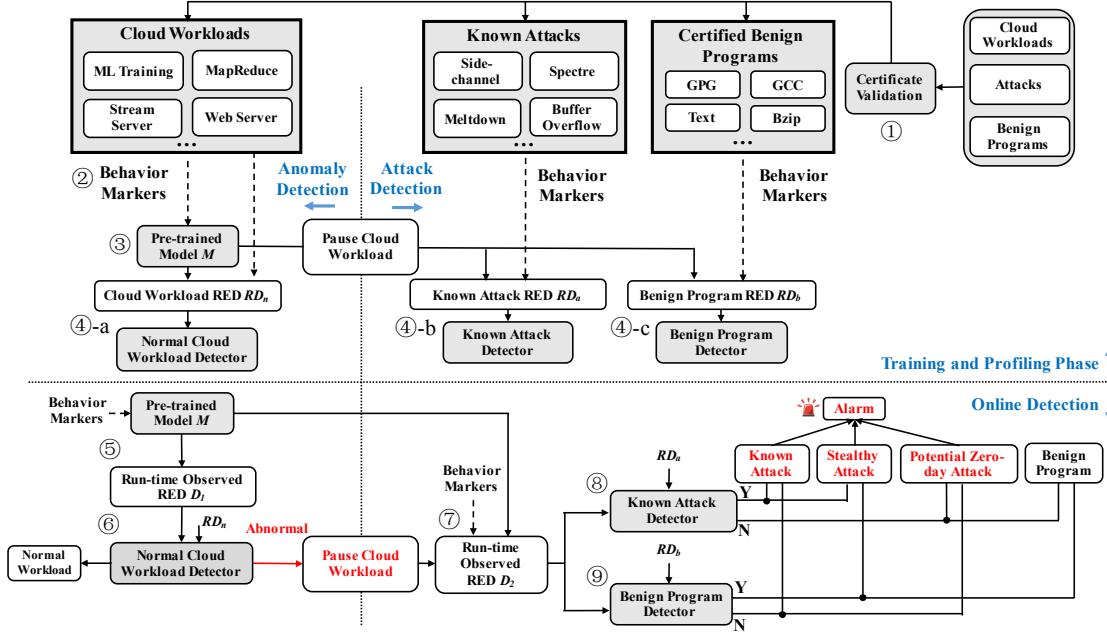 Cloud Workloads
ML Training
MapReduce
Stream
Server
Web Server
...
Known Attacks
Side-
channel
Spectre
Meltdown
Buffer
Overflow
...
Certified Benign
Programs
GPG
GCC
Text
Bzip
...
Certificate
Validation
①
Cloud
Workloads
Attacks
Benign
Programs
② Behavior
Markers
Anomaly
Detection
Attack
Detection
Behavior
Markers
Behavior
Markers
③
Pre-trained
Model M
Pause Cloud
Workload
Cloud Workload RED RDn
Known Attack RED RDa
Benign Program RED RDb
④-a
Normal Cloud
Workload Detector
④-b
Known Attack
Detector
④-c
Benign Program
Detector
Training and Profiling Phase
Online Detection
Behavior
Markers
Pre-trained
Model M
⑤
Run-time Observed
RED D1
⑥
RDn
Abnormal
Normal
Workload
Normal Cloud
Workload Detector
Pause Cloud
Workload
Behavior
Markers
⑦
Run-time
Observed
RED D2
Alarm
Known
Attack
Stealthy
Attack
Potential Zero-
day Attack
Benign
Program
RDa
⑧
Known Attack
Detector
Y
N
RDb
⑨
Benign Program
Detector
Y
N